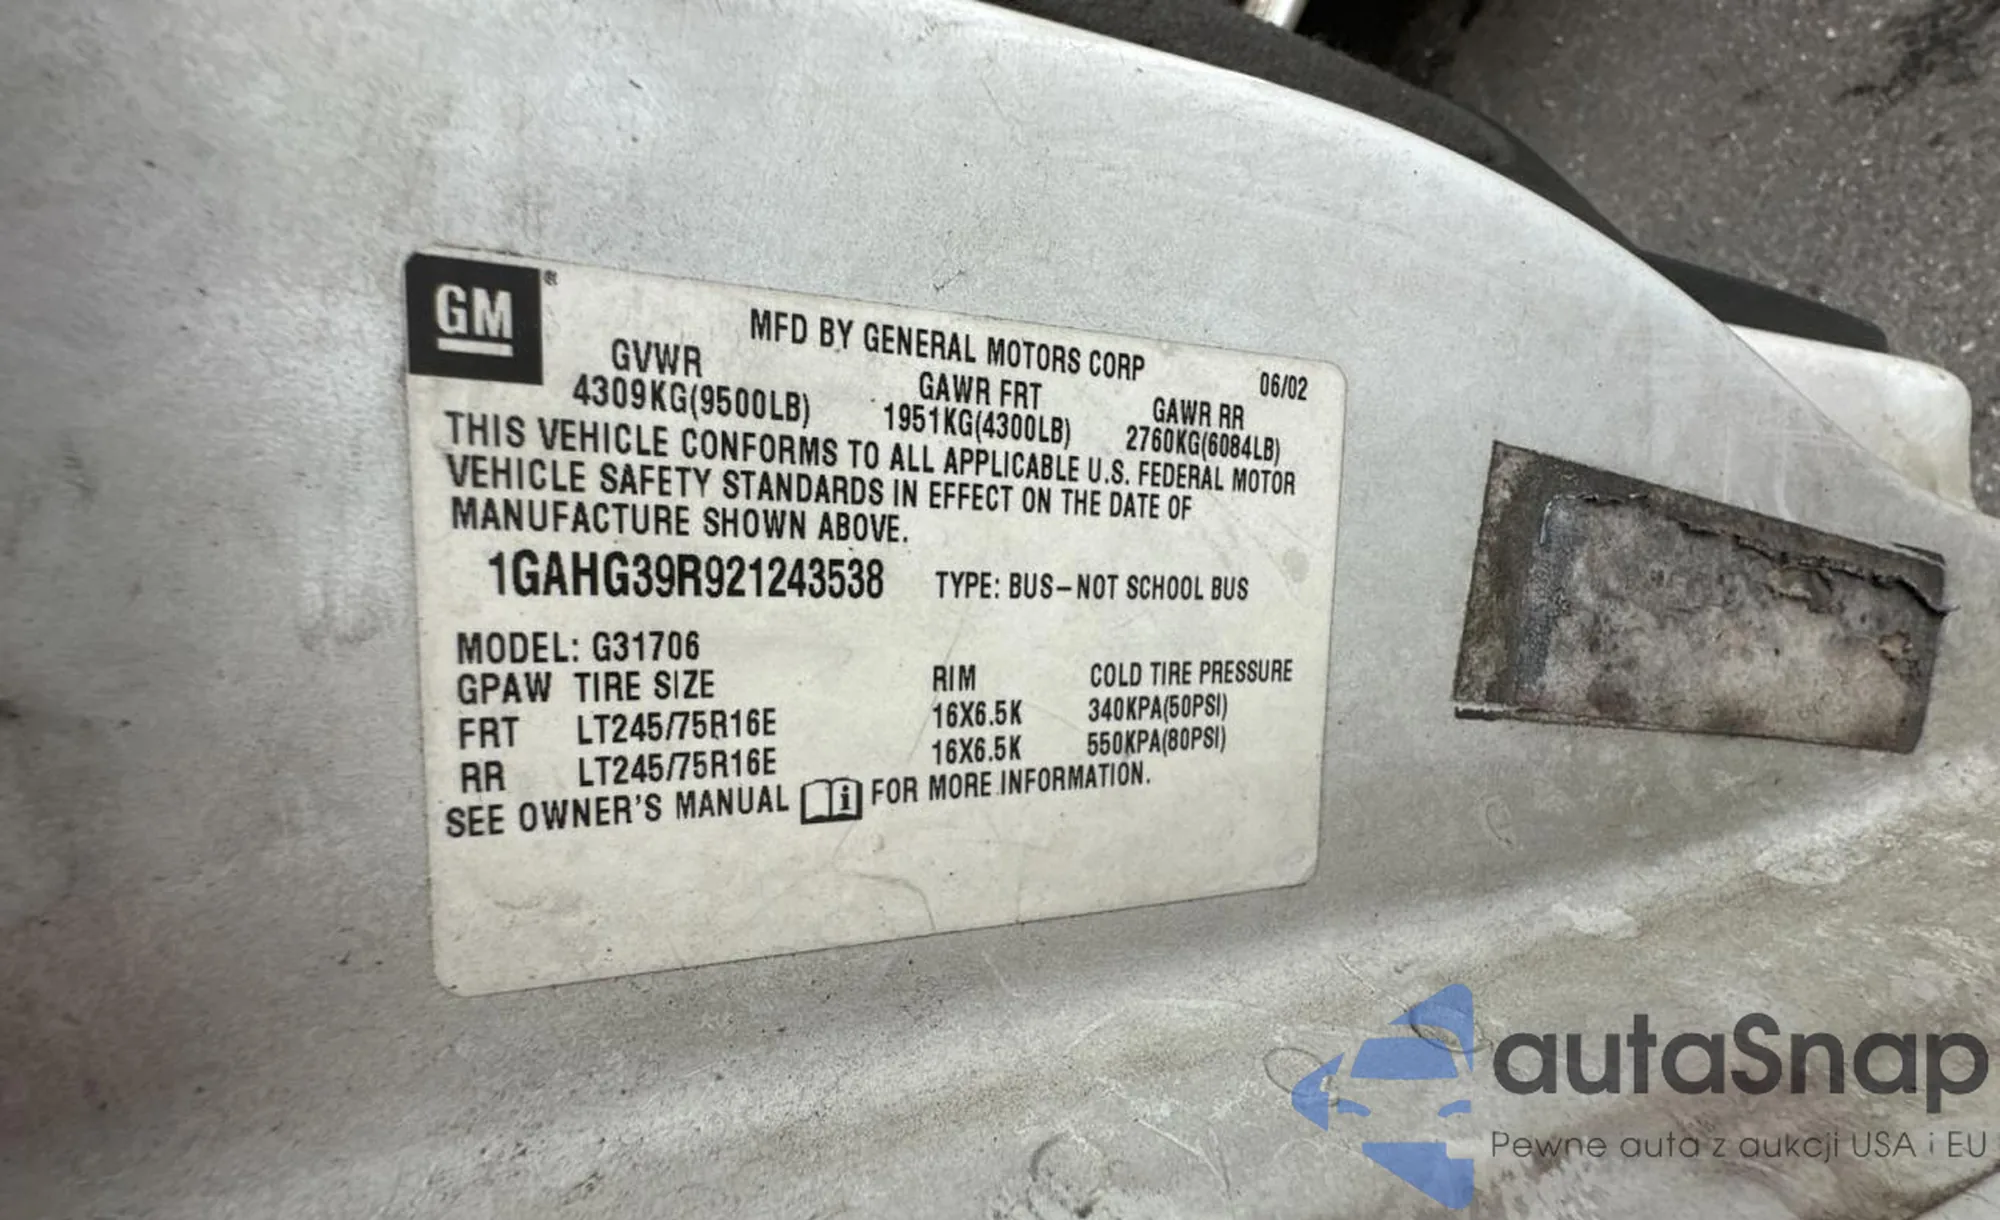 GM®
MFD BY GENERAL MOTORS CORP
06/02
GVWR GAWR FRT GAWR RR
4309KG(9500LB) 1951KG(4300LB) 2760KG(6084LB)
THIS VEHICLE CONFORMS TO ALL APPLICABLE U.S. FEDERAL MOTOR
VEHICLE SAFETY STANDARDS IN EFFECT ON THE DATE OF
MANUFACTURE SHOWN ABOVE.
1GAHG39R921243538 TYPE: BUS-NOT SCHOOL BUS
MODEL: G31706
GPAW TIRE SIZE RIM COLD TIRE PRESSURE
FRT LT245/75R16E 16X6.5K 340KPA(50PSI)
RR LT245/75R16E 16X6.5K 550KPA(80PSI)
SEE OWNER'S MANUAL FOR MORE INFORMATION.
autaSnap
Pewne auta z aukcji USA i EU